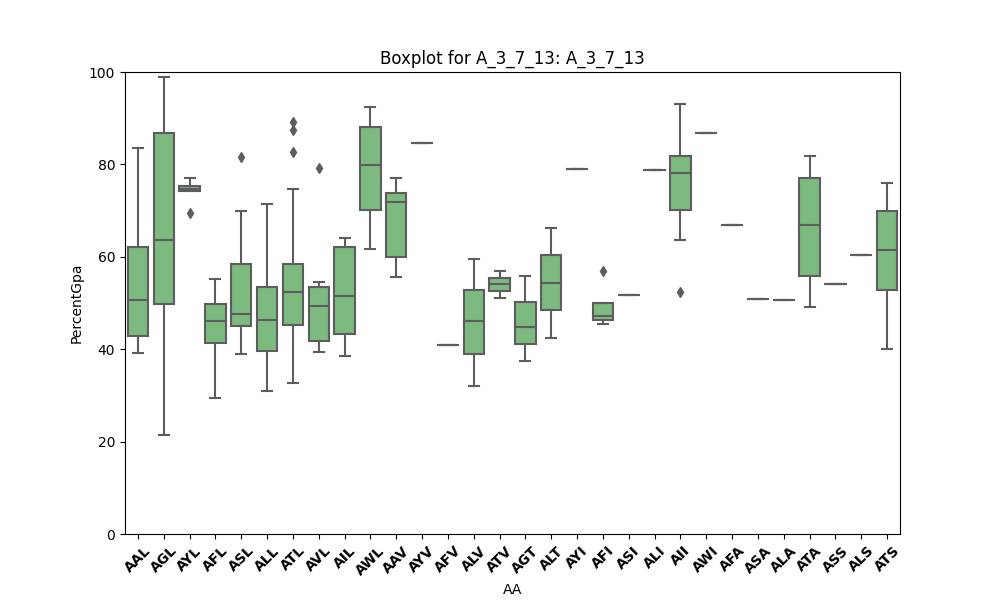 Boxplot for A_3_7_13: A_3_7_13
100
80
60
40
20
0
PercentGpa
AAL AGL AYL AFL ASL ALL ATL AVL AIL AWL AAV AYV AFV ALV ATV AGT ALT AYI AFI ASI ALI AII AWI AFA ASA ALA ATA ASS ALS ATS
AA